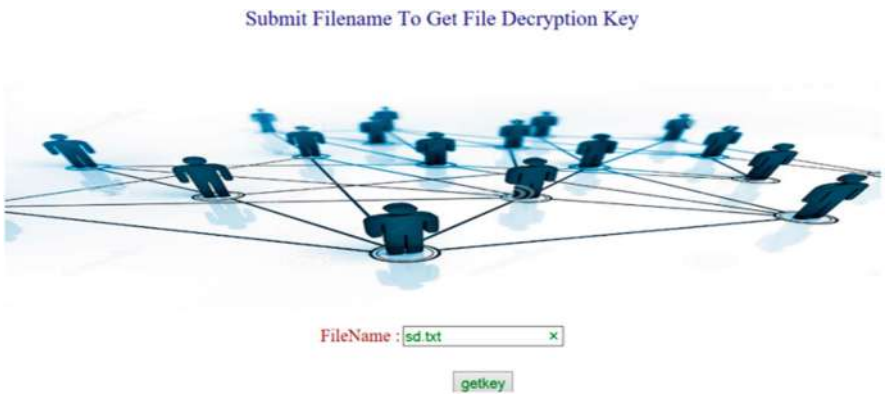 Submit Filename To Get File Decryption Key
FileName : sd.txt ×
getkey